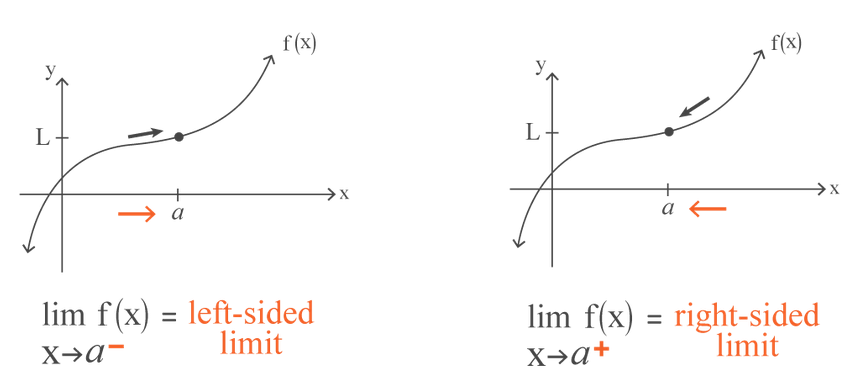 f(x)
y
L
x
a
lim f(x) = left-sided
x→a⁻ limit
f(x)
y
L
x
a
lim f(x) = right-sided
x→a⁺ limit